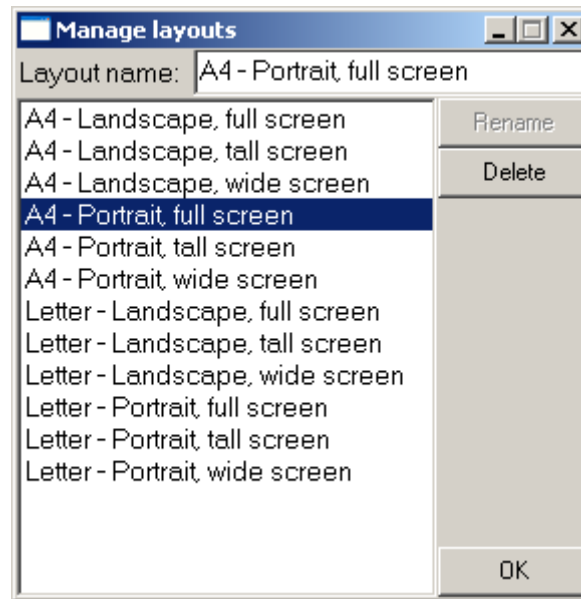 Manage layouts
Layout name: A4 - Portrait, full screen
A4 - Landscape, full screen
A4 - Landscape, tall screen
A4 - Landscape, wide screen
A4 - Portrait, full screen
A4 - Portrait, tall screen
A4 - Portrait, wide screen
Letter - Landscape, full screen
Letter - Landscape, tall screen
Letter - Landscape, wide screen
Letter - Portrait, full screen
Letter - Portrait, tall screen
Letter - Portrait, wide screen
Rename
Delete
OK